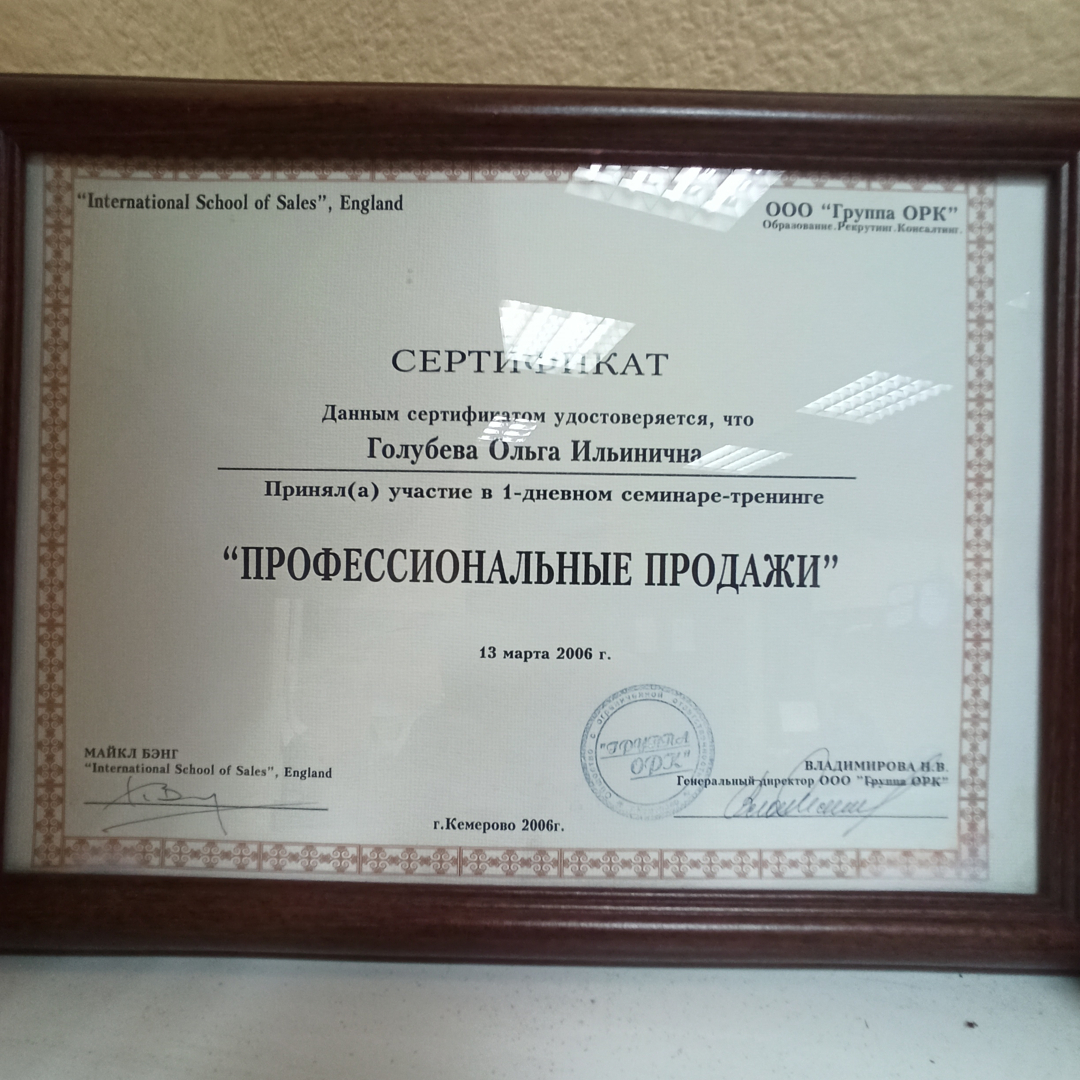 “International School of Sales”, England
ООО “Группа ОРК”
Образование.Рекрутинг.Консалтинг.
СЕРТИФИКАТ
Данным сертификатом удостоверяется, что
Голубева Ольга Ильинична
Принял(а) участие в 1-дневном семинаре-тренинге
“ПРОФЕССИОНАЛЬНЫЕ ПРОДАЖИ”
13 марта 2006 г.
МАЙКЛ БЭНГ
“International School of Sales”, England
"ГРУППА
ОРК"
ВЛАДИМИРОВА Н.В.
Генеральный директор ООО "Группа ОРК"
г.Кемерово 2006г.